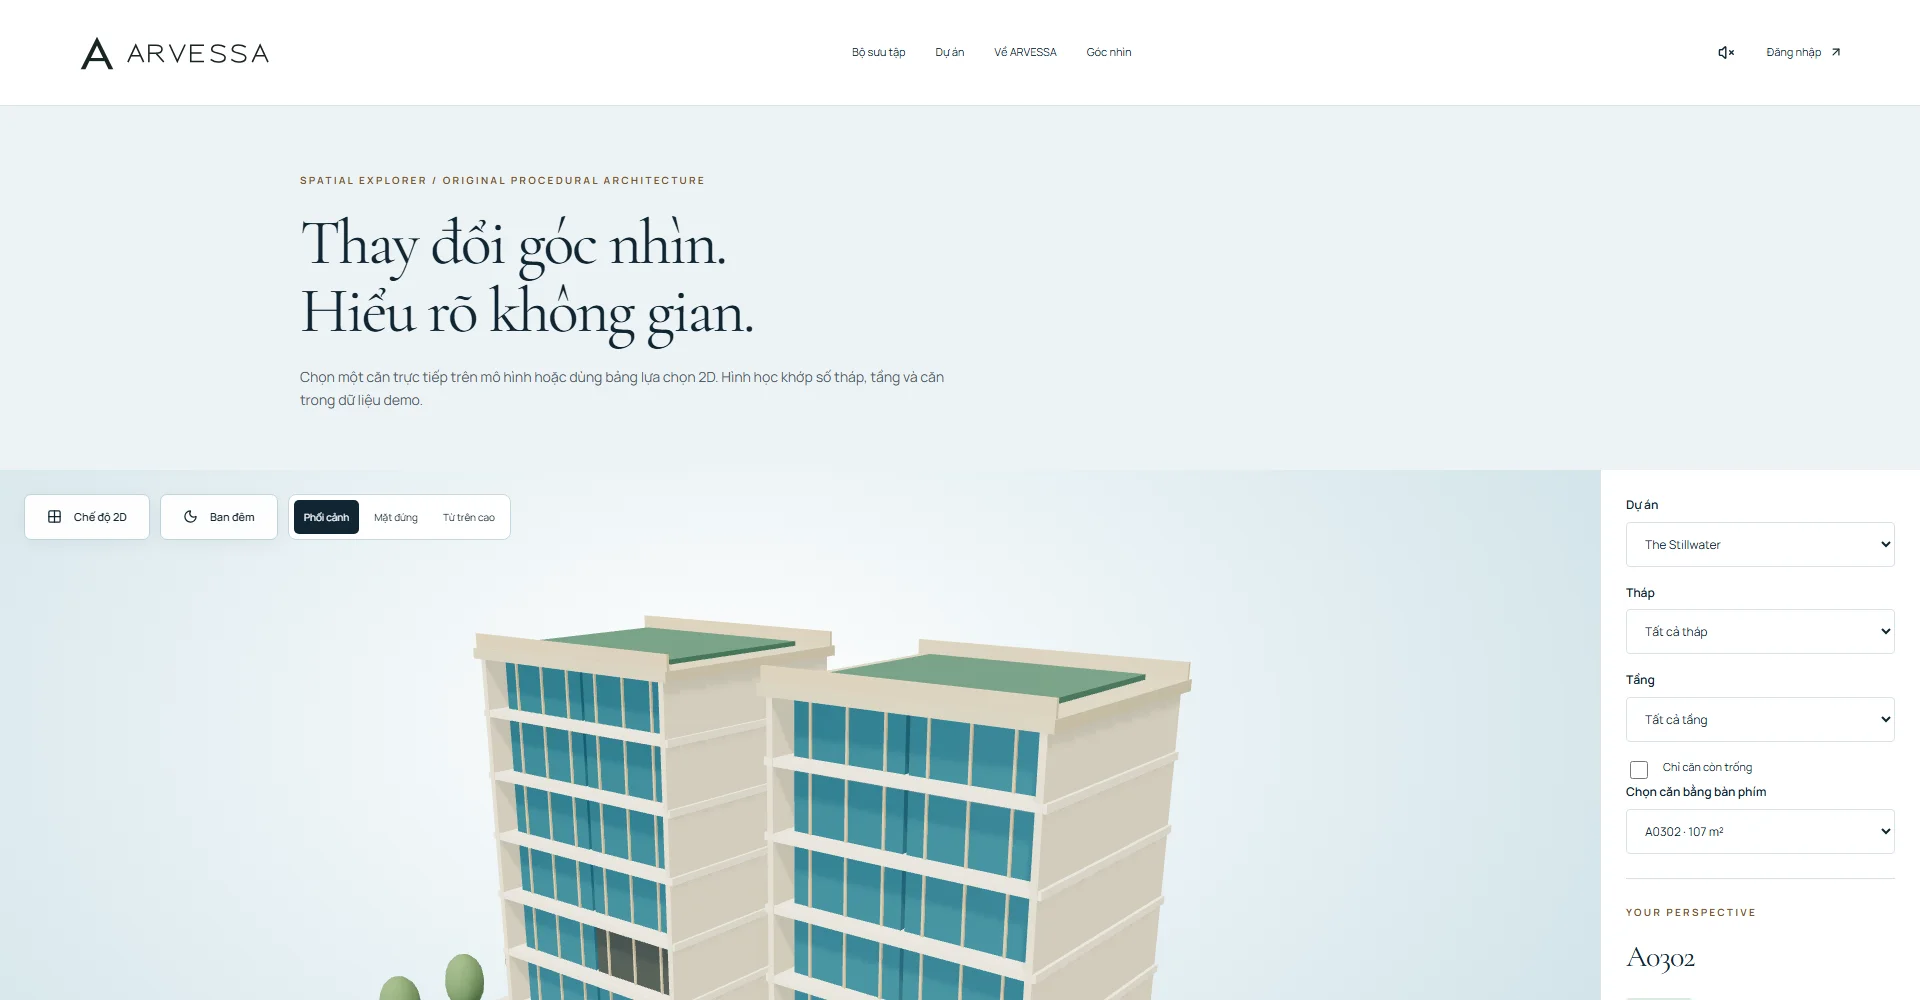 ARVESSA
Bộ sưu tập
Dự án
Về ARVESSA
Góc nhìn
Đăng nhập
SPATIAL EXPLORER / ORIGINAL PROCEDURAL ARCHITECTURE
Thay đổi góc nhìn.
Hiểu rõ không gian.
Chọn một căn trực tiếp trên mô hình hoặc dùng bảng lựa chọn 2D. Hình học khớp số tháp, tầng và căn
trong dữ liệu demo.
Chế độ 2D
Ban đêm
Phối cảnh
Mặt đứng
Từ trên cao
Dự án
The Stillwater
Tháp
Tất cả tháp
Tầng
Tất cả tầng
Chỉ căn còn trống
Chọn căn bằng bàn phím
A0302 · 107 m²
YOUR PERSPECTIVE
A0302